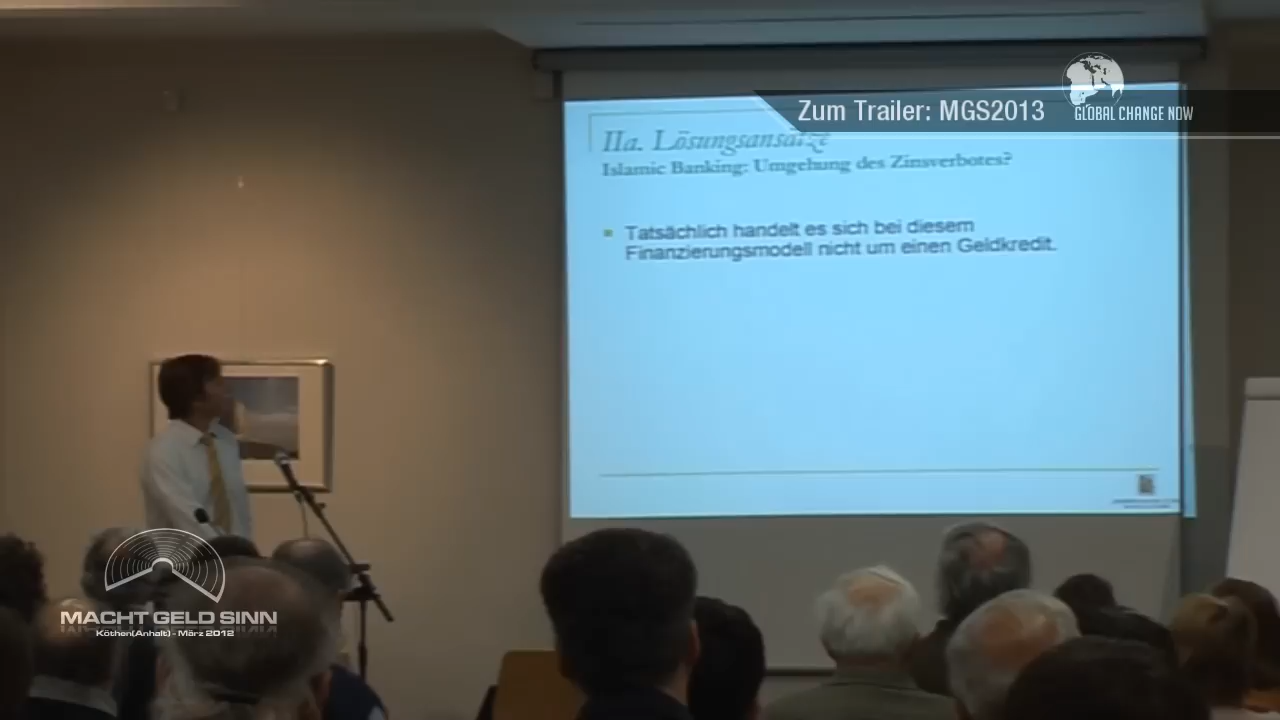 Zum Trailer: MGS2013
GLOBAL CHANGE NOW
IIa. Lösungsansätze
Islamic Banking: Umgehung des Zinsverbotes?
Tatsächlich handelt es sich bei diesem
Finanzierungsmodell nicht um einen Geldkredit.
MACHT GELD SINN
Köthen(Anhalt) - März 2012